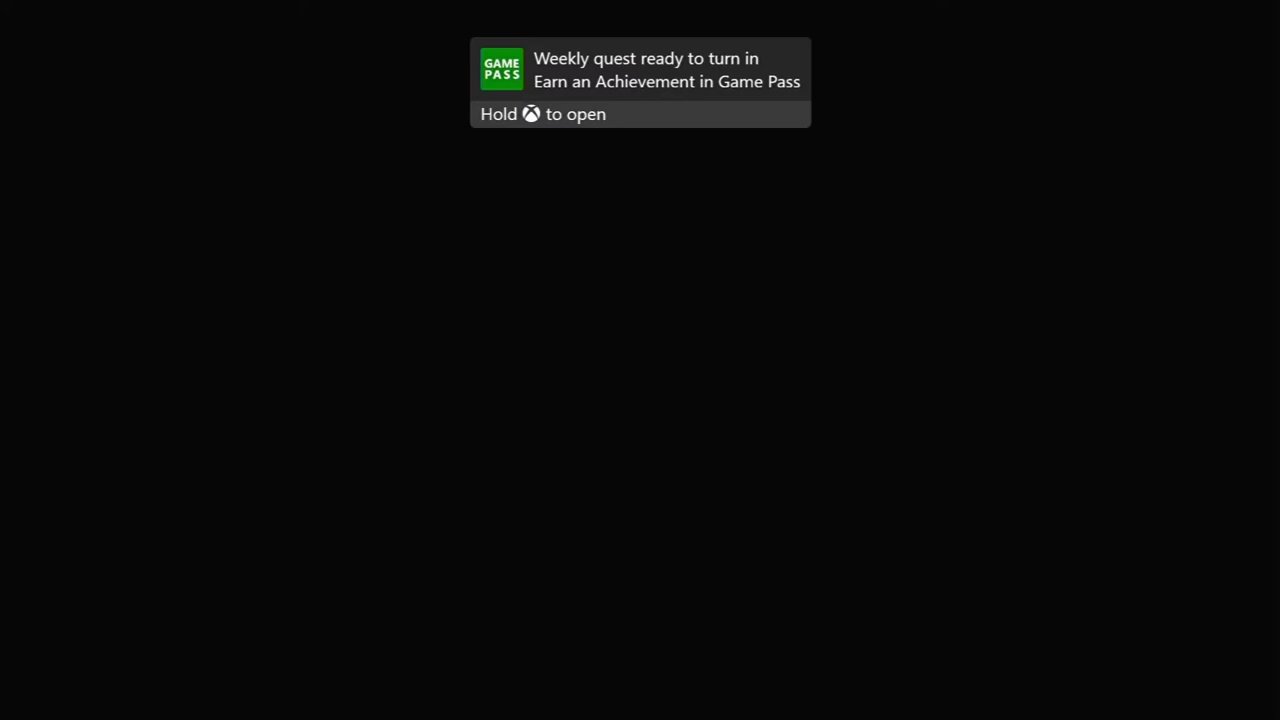 GAME
PASS
Weekly quest ready to turn in
Earn an Achievement in Game Pass
Hold to open